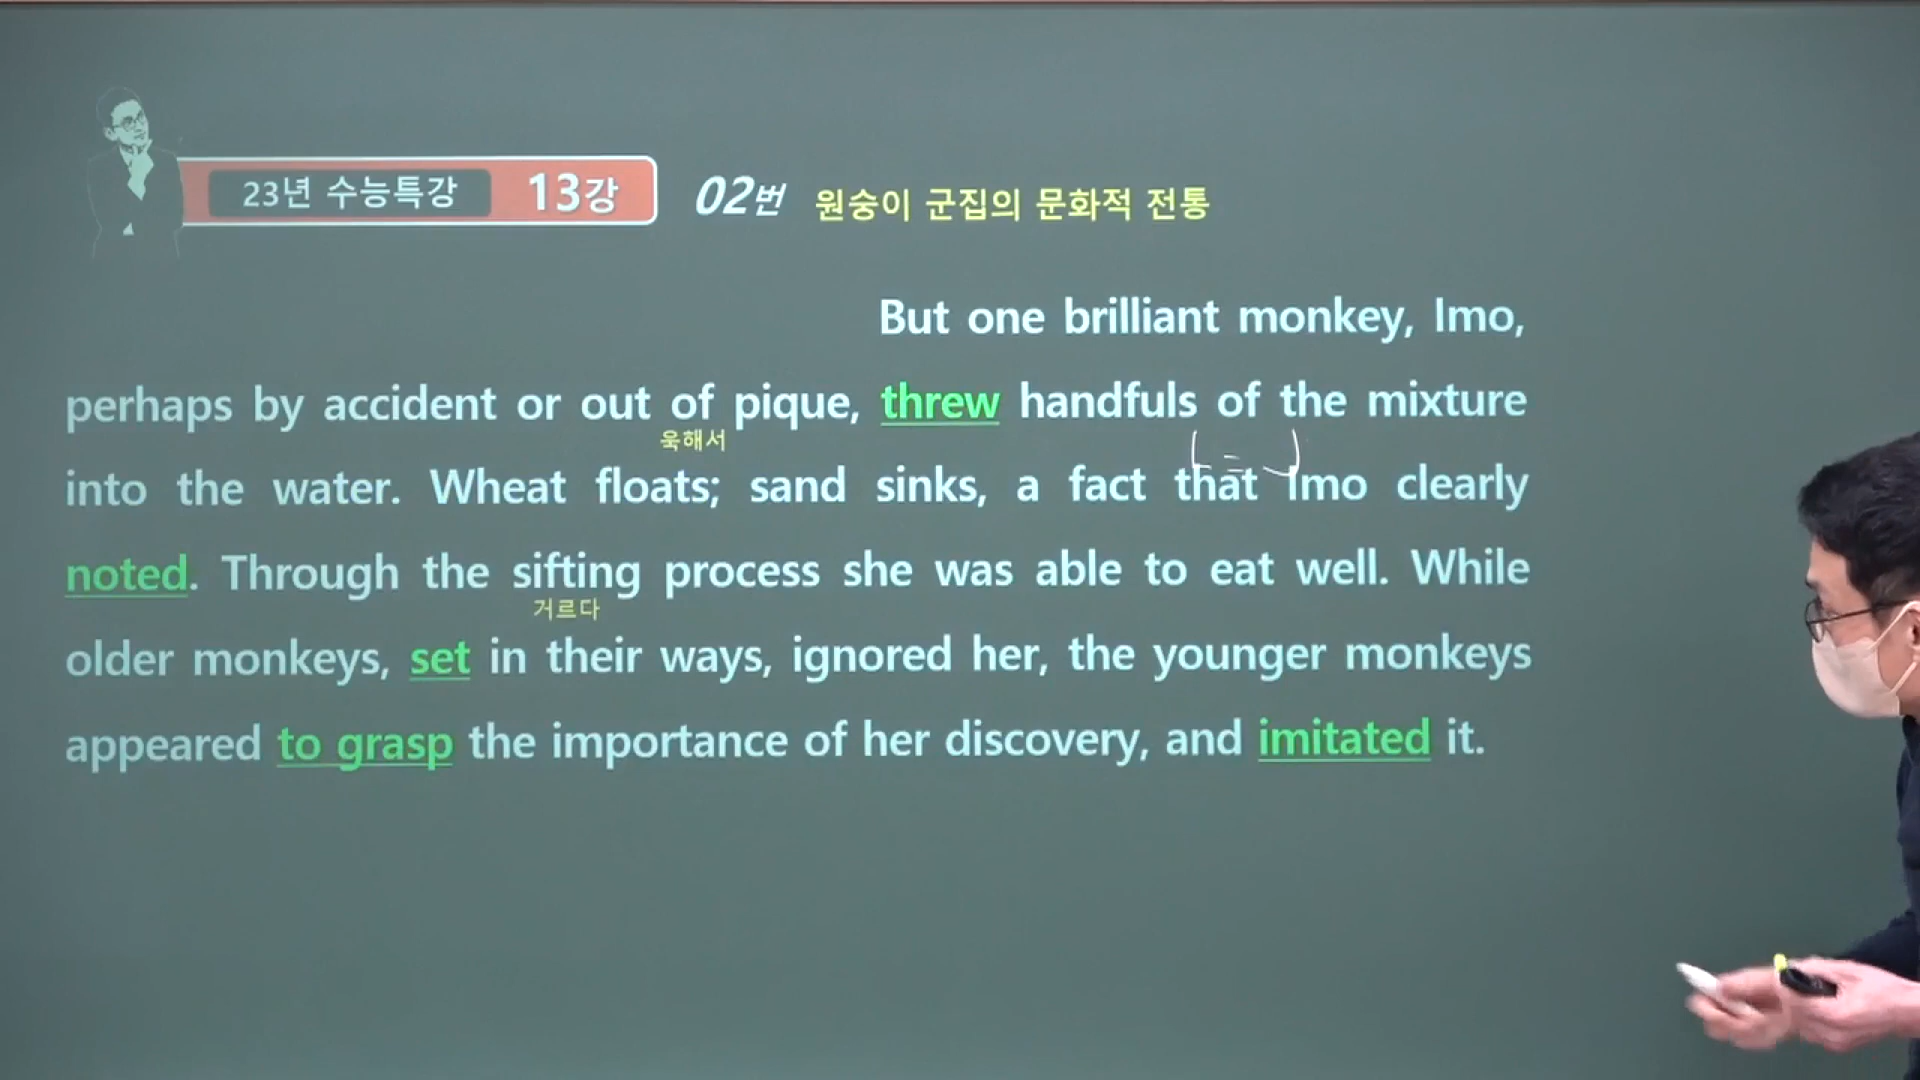 23년 수능특강 13강 02번 원숭이 군집의 문화적 전통
But one brilliant monkey, Imo,
perhaps by accident or out of pique, threw handfuls of the mixture
욱해서
into the water. Wheat floats; sand sinks, a fact that Imo clearly
noted. Through the sifting process she was able to eat well. While
거르다
older monkeys, set in their ways, ignored her, the younger monkeys
appeared to grasp the importance of her discovery, and imitated it.